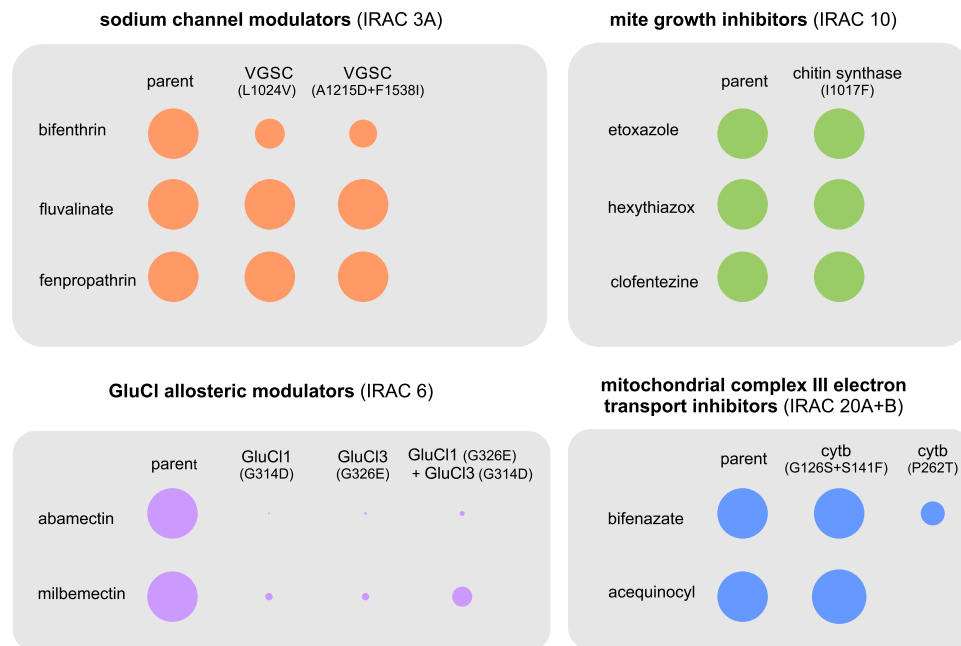 sodium channel modulators (IRAC 3A)
parent
VGSC
(L1024V)
VGSC
(A1215D+F1538I)
bifenthrin
fluvalinate
fenpropathrin
mite growth inhibitors (IRAC 10)
parent
chitin synthase
(I1017F)
etoxazole
hexythiazox
clofentezine
GluCl allosteric modulators (IRAC 6)
parent
GluCl1
(G314D)
GluCl3
(G326E)
GluCl1 (G326E)
+ GluCl3 (G314D)
abamectin
milbemectin
mitochondrial complex III electron
transport inhibitors (IRAC 20A+B)
parent
cytb
(G126S+S141F)
cytb
(P262T)
bifenazate
acequinocyl